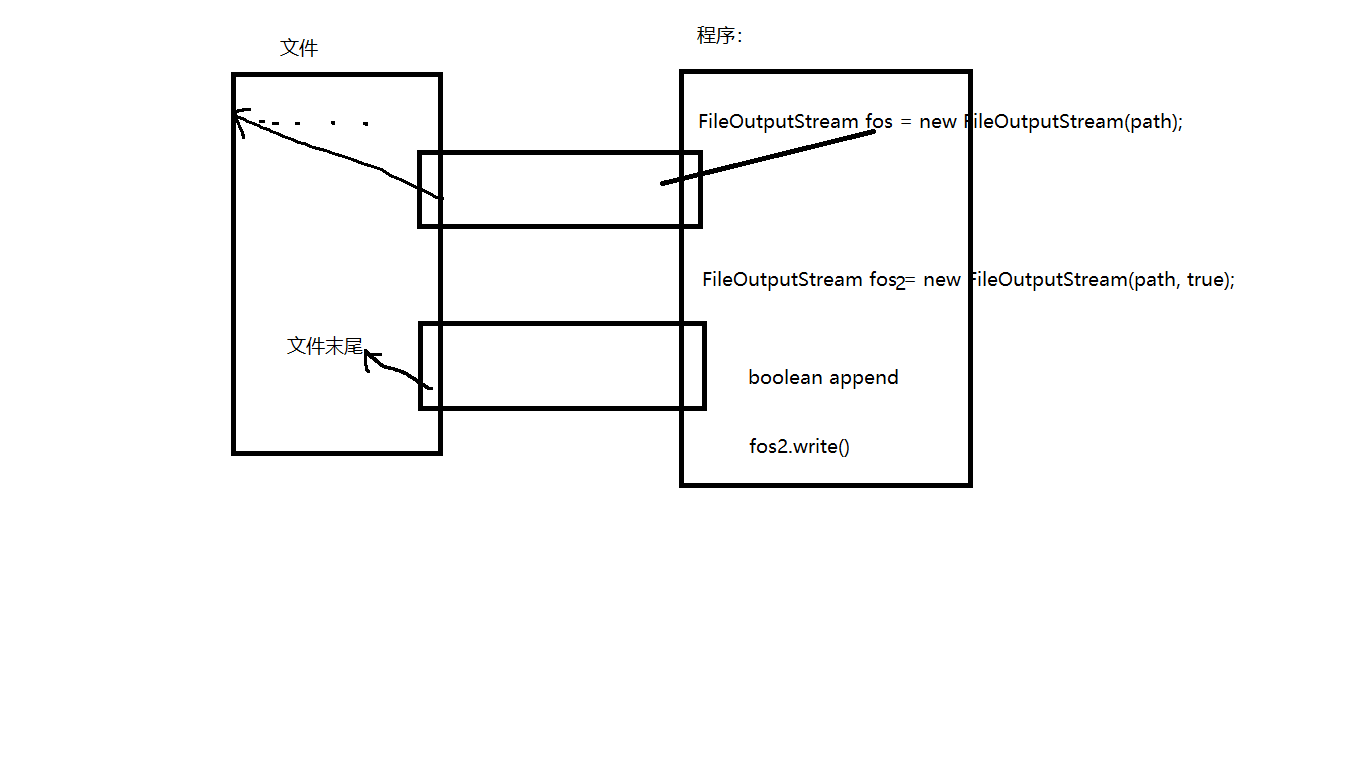 文件
程序：
FileOutputStream fos = new FileOutputStream(path);
FileOutputStream fos2= new FileOutputStream(path, true);
文件末尾
boolean append
fos2.write()